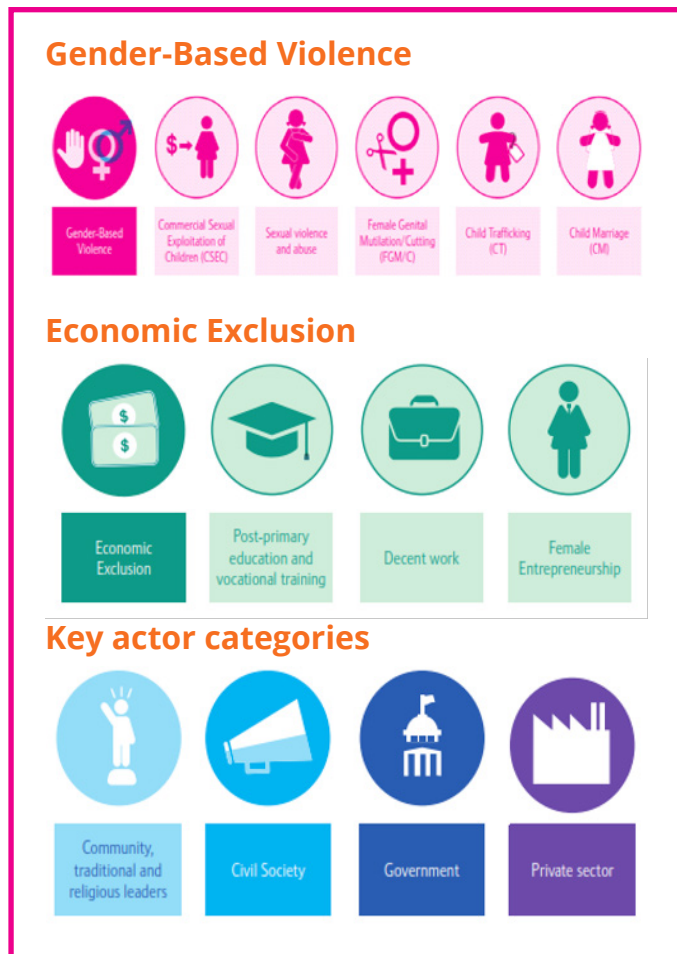 Gender-Based Violence
$
Gender-Based
Violence
Commercial Sexual
Exploitation of
Children (CSEC)
Sexual violence
and abuse
Female Genital
Mutilation/Cutting
(FGM/C)
Child Trafficking
(CT)
Child Marriage
(CM)
Economic Exclusion
$
$
Economic
Exclusion
Post-primary
education and
vocational training
Decent work
Female
Entrepreneurship
Key actor categories
Community,
traditional and
religious leaders
Civil Society
Government
Private sector